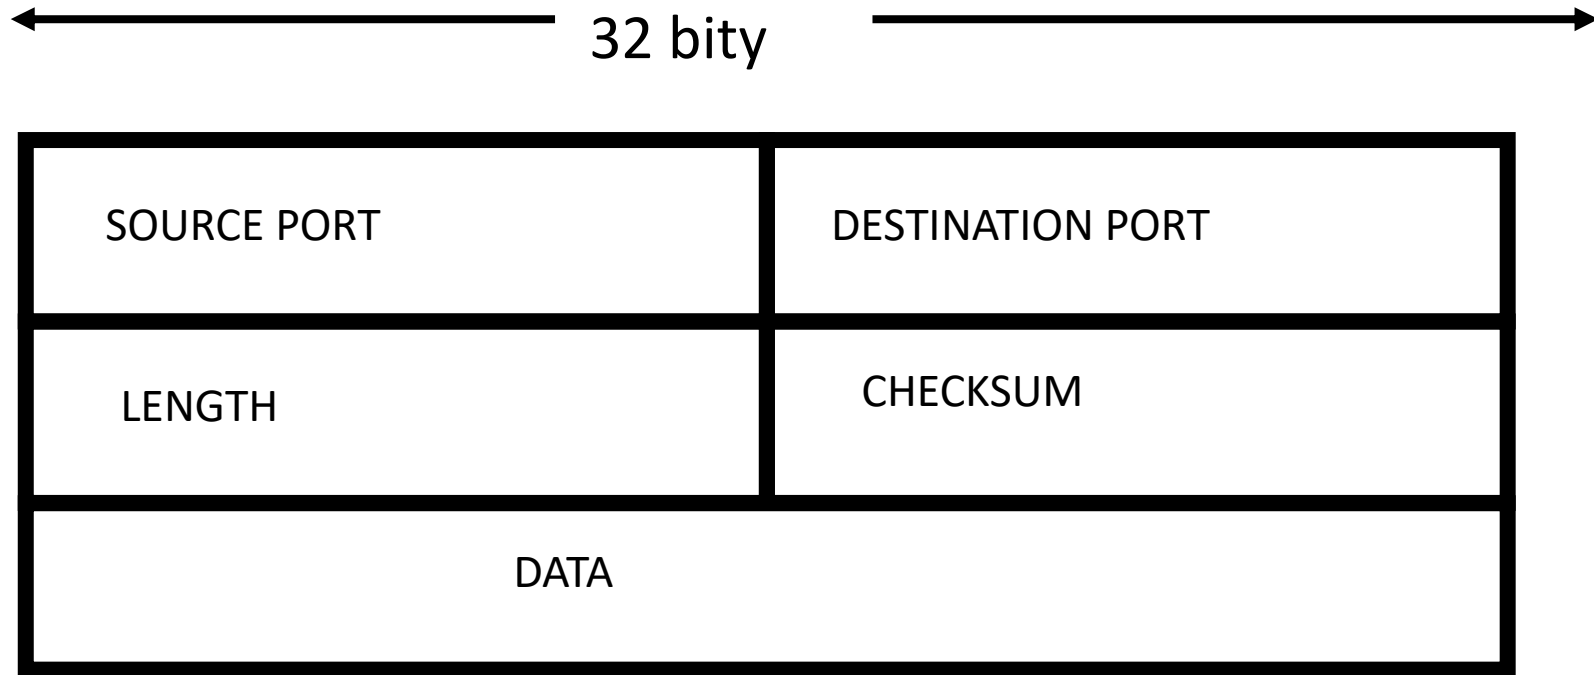 32 bity
SOURCE PORT
DESTINATION PORT
LENGTH
CHECKSUM
DATA